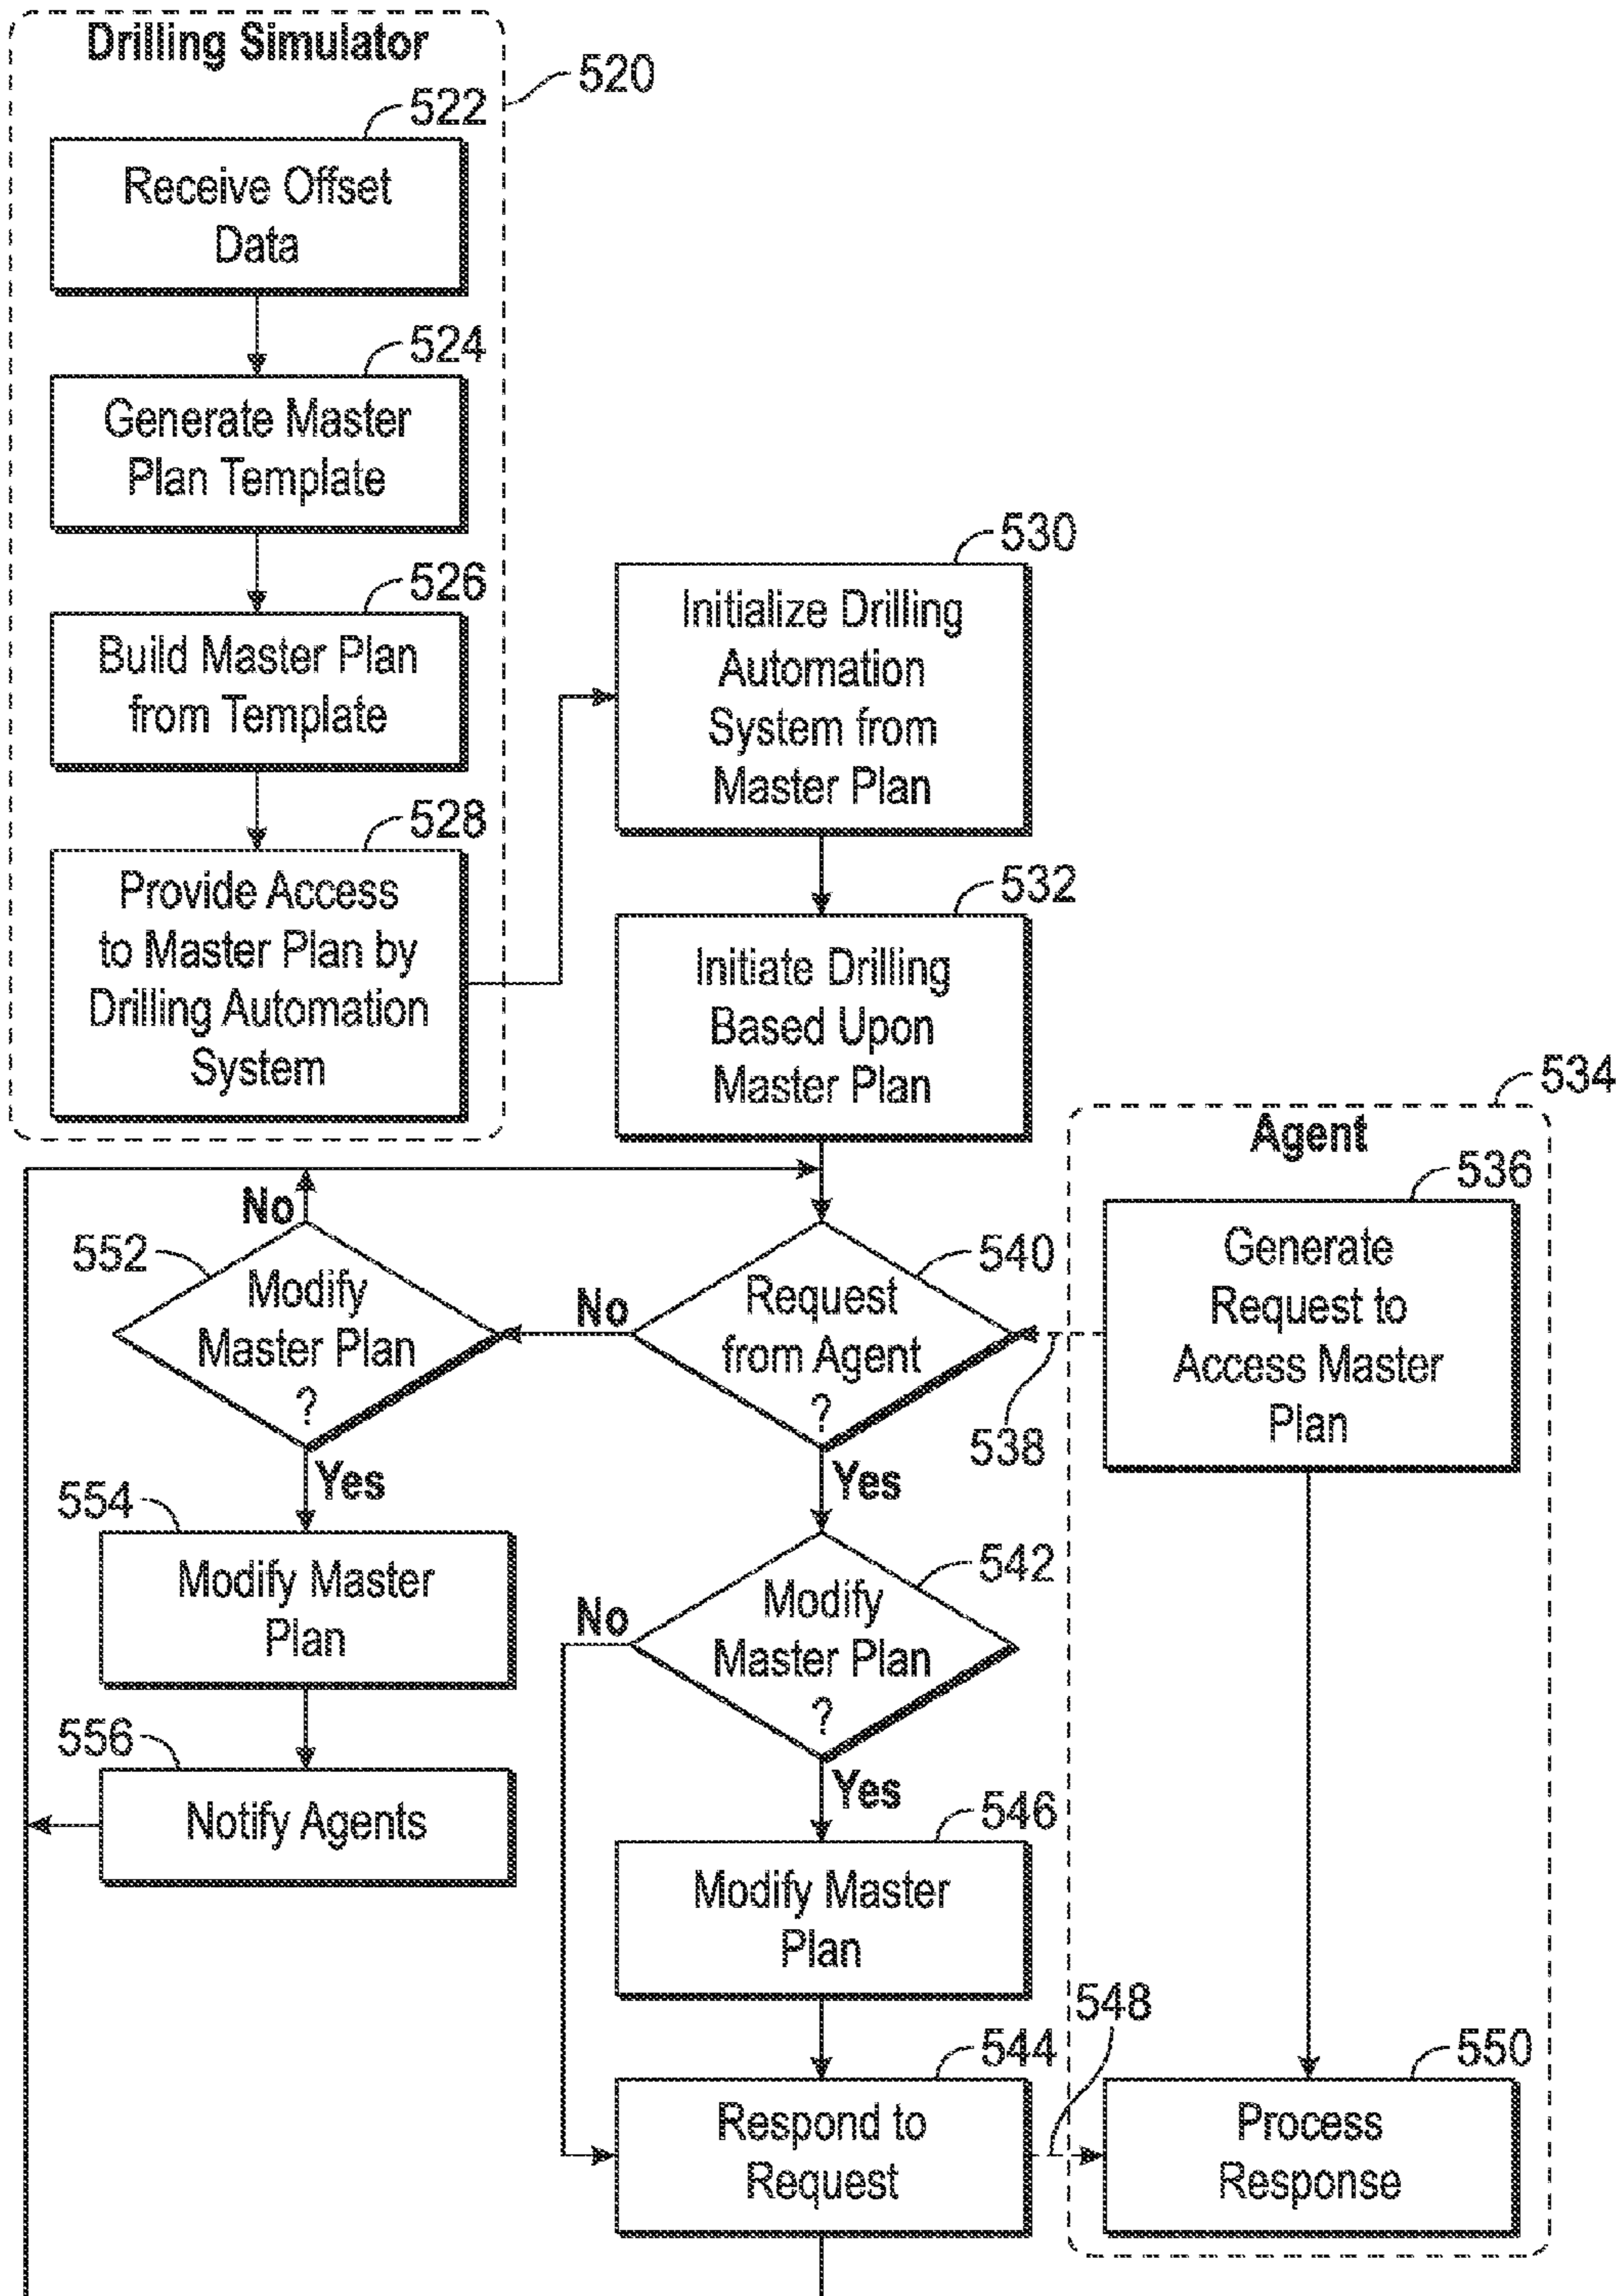 Drilling Simulator
520
522
Receive Offset
Data
524
Generate Master
Plan Template
526
Build Master Plan
from Template
528
Provide Access
to Master Plan by
Drilling Automation
System
530
Initialize Drilling
Automation
System from
Master Plan
532
Initiate Drilling
Based Upon
Master Plan
534
Agent
536
Generate
Request to
Access Master
Plan
538
540
Request
from Agent
?
No
Yes
552
Modify
Master Plan
?
No
Yes
554
Modify Master
Plan
556
Notify Agents
542
Modify
Master Plan
?
No
Yes
546
Modify Master
Plan
544
Respond to
Request
548
550
Process
Response